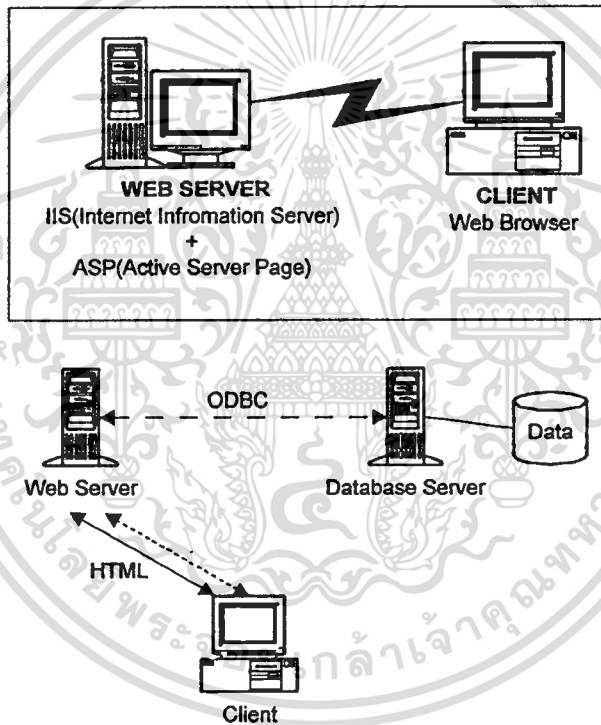 WEB SERVER
IIS(Internet Infromation Server)
+
ASP(Active Server Page)
CLIENT
Web Browser
ODBC
Data
Web Server
Database Server
HTML
Client